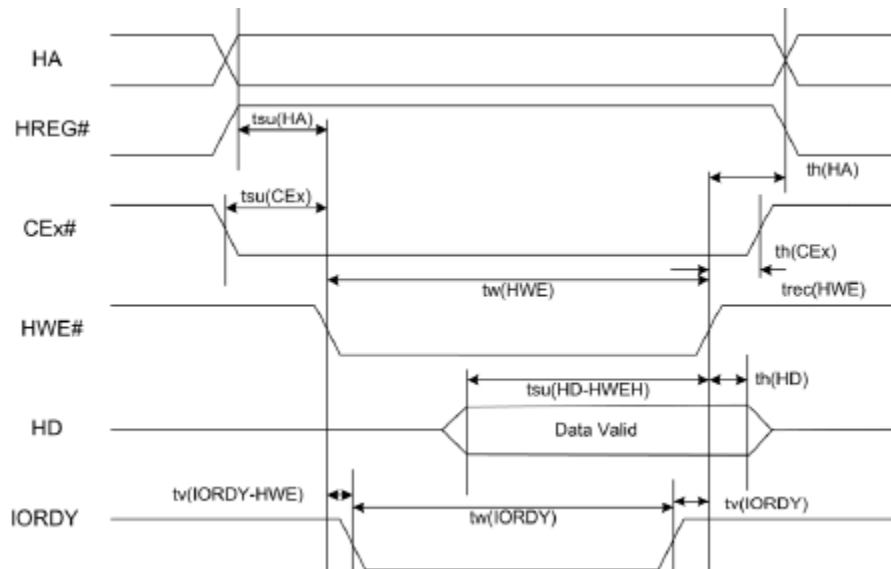 HA
tsu(HA)
HREG#
th(HA)
tsu(CEx)
CEx#
th(CEx)
tw(HWE)
trec(HWE)
HWE#
tsu(HD-HWEH)
th(HD)
HD
Data Valid
tv(IORDY-HWE)
tw(IORDY)
tv(IORDY)
IORDY